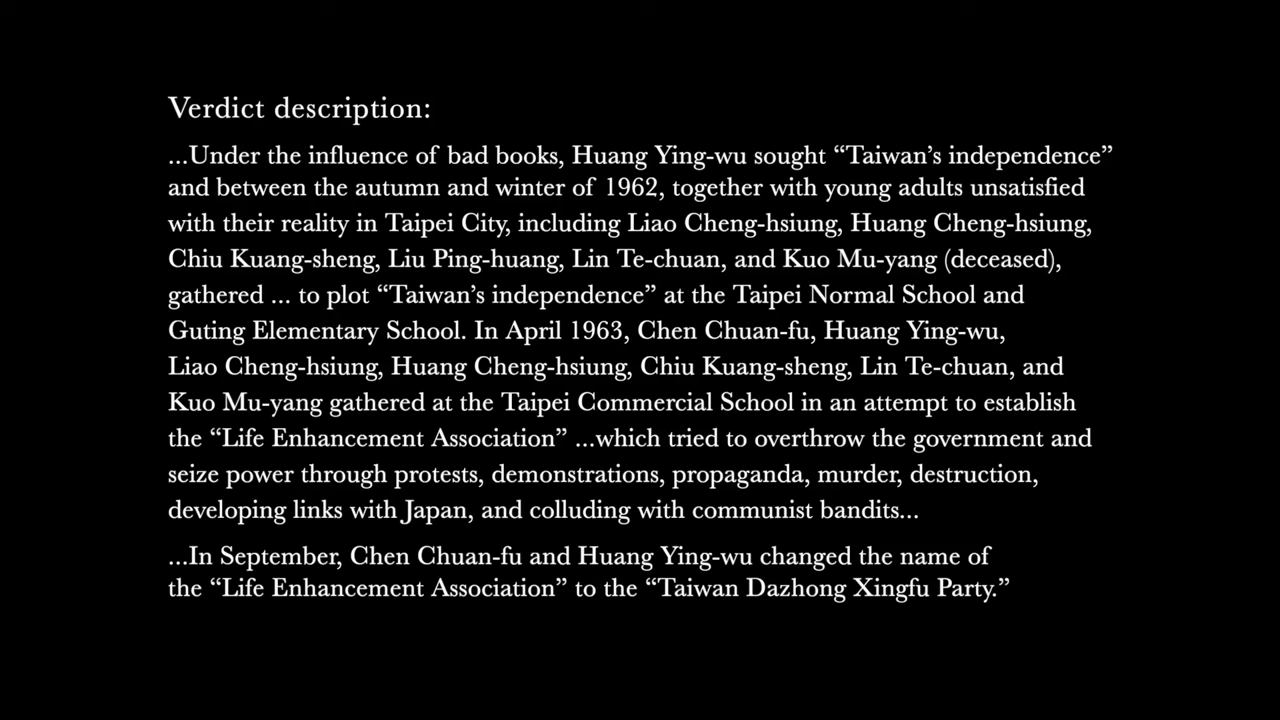 Verdict description:
...Under the influence of bad books, Huang Ying-wu sought “Taiwan’s independence”
and between the autumn and winter of 1962, together with young adults unsatisfied
with their reality in Taipei City, including Liao Cheng-hsiung, Huang Cheng-hsiung,
Chiu Kuang-sheng, Liu Ping-huang, Lin Te-chuan, and Kuo Mu-yang (deceased),
gathered ... to plot “Taiwan’s independence” at the Taipei Normal School and
Guting Elementary School. In April 1963, Chen Chuan-fu, Huang Ying-wu,
Liao Cheng-hsiung, Huang Cheng-hsiung, Chiu Kuang-sheng, Lin Te-chuan, and
Kuo Mu-yang gathered at the Taipei Commercial School in an attempt to establish
the “Life Enhancement Association” ...which tried to overthrow the government and
seize power through protests, demonstrations, propaganda, murder, destruction,
developing links with Japan, and colluding with communist bandits...
...In September, Chen Chuan-fu and Huang Ying-wu changed the name of
the “Life Enhancement Association” to the “Taiwan Dazhong Xingfu Party.”